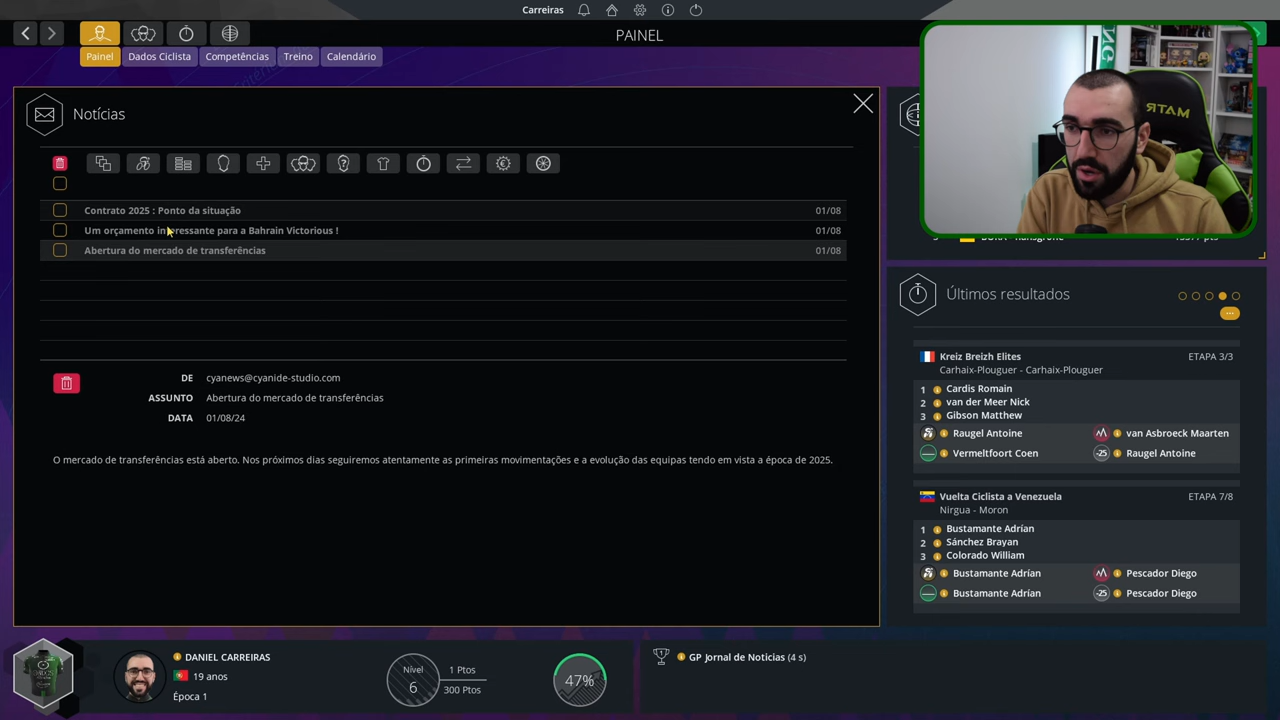 Carreiras
PAINEL
Painel
Dados Ciclista
Competências
Treino
Calendário
Notícias
Contrato 2025 : Ponto da situação
01/08
Um orçamento interessante para a Bahrain Victorious !
01/08
Abertura do mercado de transferências
01/08
DE
cyanews@cyanide-studio.com
ASSUNTO
Abertura do mercado de transferências
DATA
01/08/24
O mercado de transferências está aberto. Nos próximos dias seguiremos atentamente as primeiras movimentações e a evolução das equipas tendo em vista a época de 2025.
MATR
Últimos resultados
Kreiz Breizh Elites
ETAPA 3/3
Carhaix-Plouguer - Carhaix-Plouguer
1 Cardis Romain
2 van der Meer Nick
3 Gibson Matthew
Raugel Antoine
van Asbroeck Maarten
Vermeltfoort Coen
-25 Raugel Antoine
Vuelta Ciclista a Venezuela
ETAPA 7/8
Nirgua - Moron
1 Bustamante Adrían
2 Sánchez Brayan
3 Colorado William
Bustamante Adrían
Pescador Diego
Bustamante Adrían
-25 Pescador Diego
DANIEL CARREIRAS
19 anos
Época 1
Nível
6
1 Ptos
300 Ptos
47%
GP Jornal de Noticias (4 s)